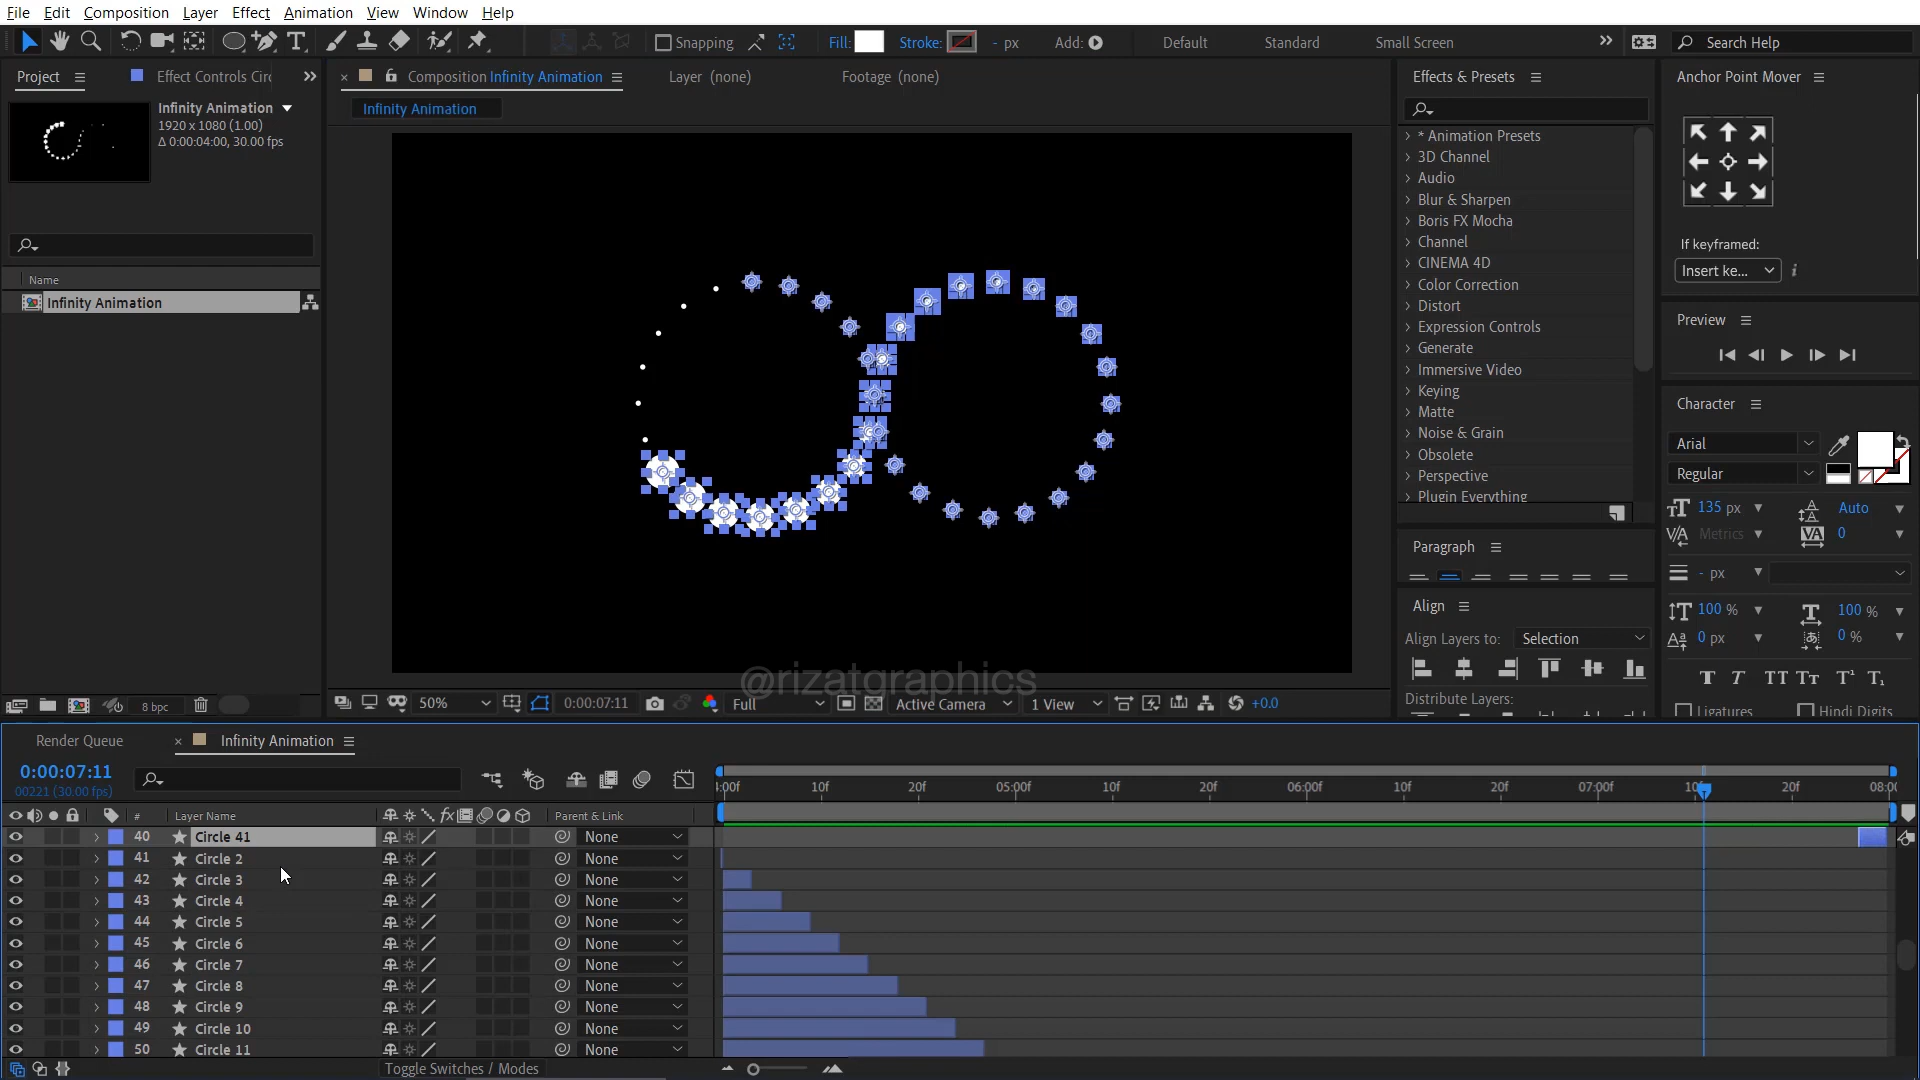 File Edit Composition Layer Effect Animation View Window Help
Snapping Fill: Stroke: - px Add: Default Standard Small Screen Search Help
Project Effect Controls Circ Composition Infinity Animation Layer (none) Footage (none) Effects & Presets Anchor Point Mover
Infinity Animation
1920 x 1080 (1.00)
Δ 0:00:04:00, 30.00 fps
Infinity Animation
Name
Infinity Animation
8 bpc
* Animation Presets
3D Channel
Audio
Blur & Sharpen
Boris FX Mocha
Channel
CINEMA 4D
Color Correction
Distort
Expression Controls
Generate
Immersive Video
Keying
Matte
Noise & Grain
Obsolete
Perspective
Plugin Everything
Paragraph
Align
Align Layers to: Selection
Distribute Layers:
If keyframed:
Insert ke...
Preview
Character
Arial
Regular
135 px Auto
Metrics 0
- px
100 % 100 %
0 px 0 %
T T TT Tт T¹ T₁
Ligatures Hindi Digits
@rizatgraphics
50% 0:00:07:11 Full Active Camera 1 View +0.0
Render Queue Infinity Animation
0:00:07:11
00221 (30.00 fps)
:00f 10f 20f 05:00f 10f 20f 06:00f 10f 20f 07:00f 10f 20f 08:00
# Layer Name fx Parent & Link
40 Circle 41 None
41 Circle 2 None
42 Circle 3 None
43 Circle 4 None
44 Circle 5 None
45 Circle 6 None
46 Circle 7 None
47 Circle 8 None
48 Circle 9 None
49 Circle 10 None
50 Circle 11 None
Toggle Switches / Modes